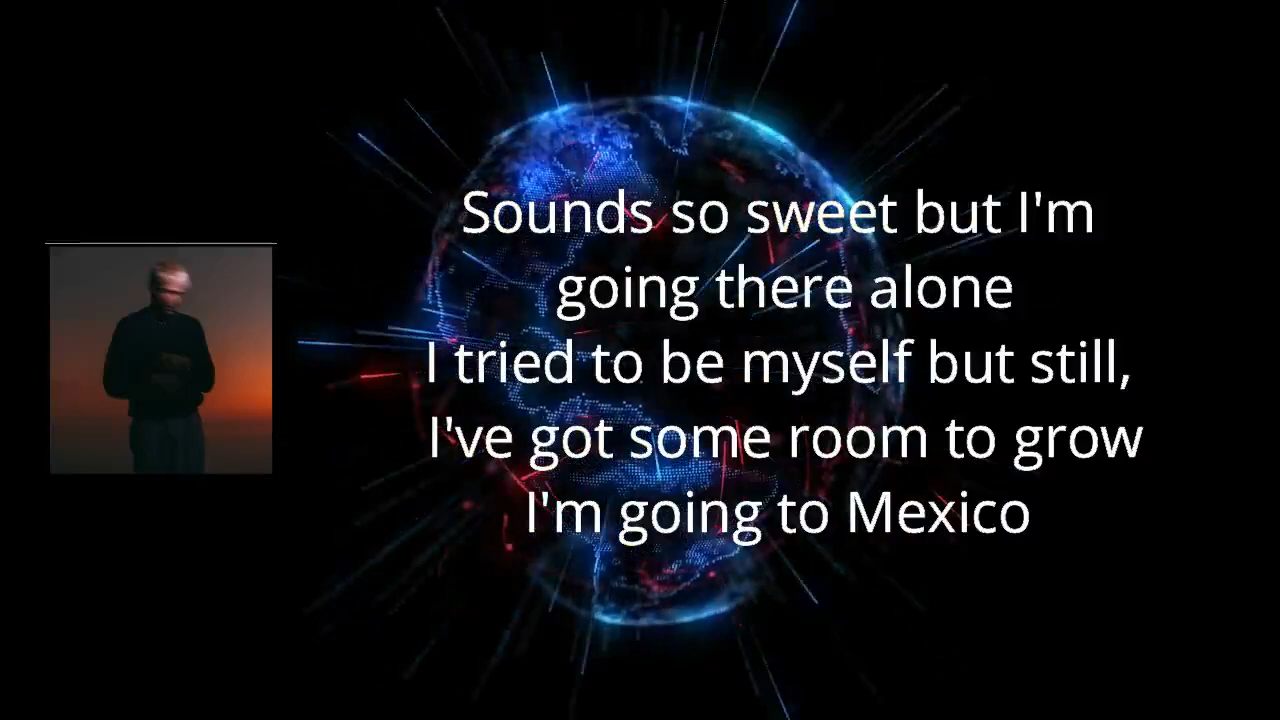 Sounds so sweet but I'm
going there alone
I tried to be myself but still,
I've got some room to grow
I'm going to Mexico